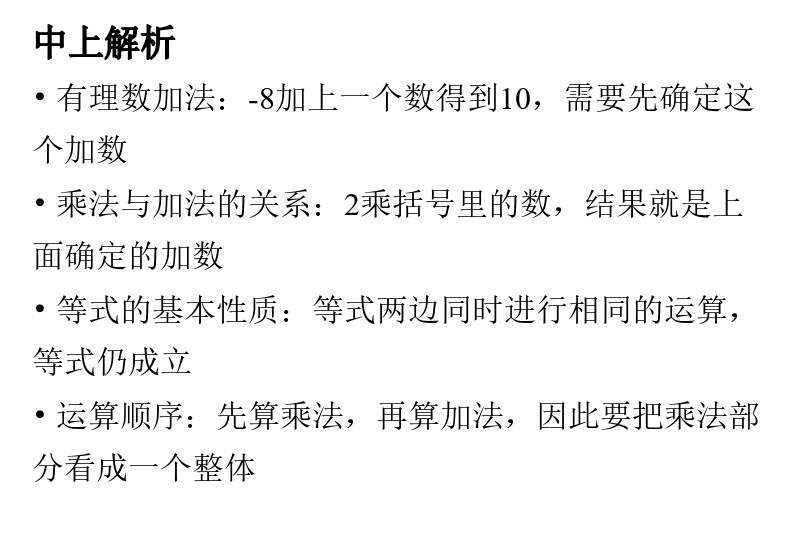 中上解析
• 有理数加法：-8加上一个数得到10，需要先确定这
个加数
• 乘法与加法的关系：2乘括号里的数，结果就是上
面确定的加数
• 等式的基本性质：等式两边同时进行相同的运算，
等式仍成立
• 运算顺序：先算乘法，再算加法，因此要把乘法部
分看成一个整体